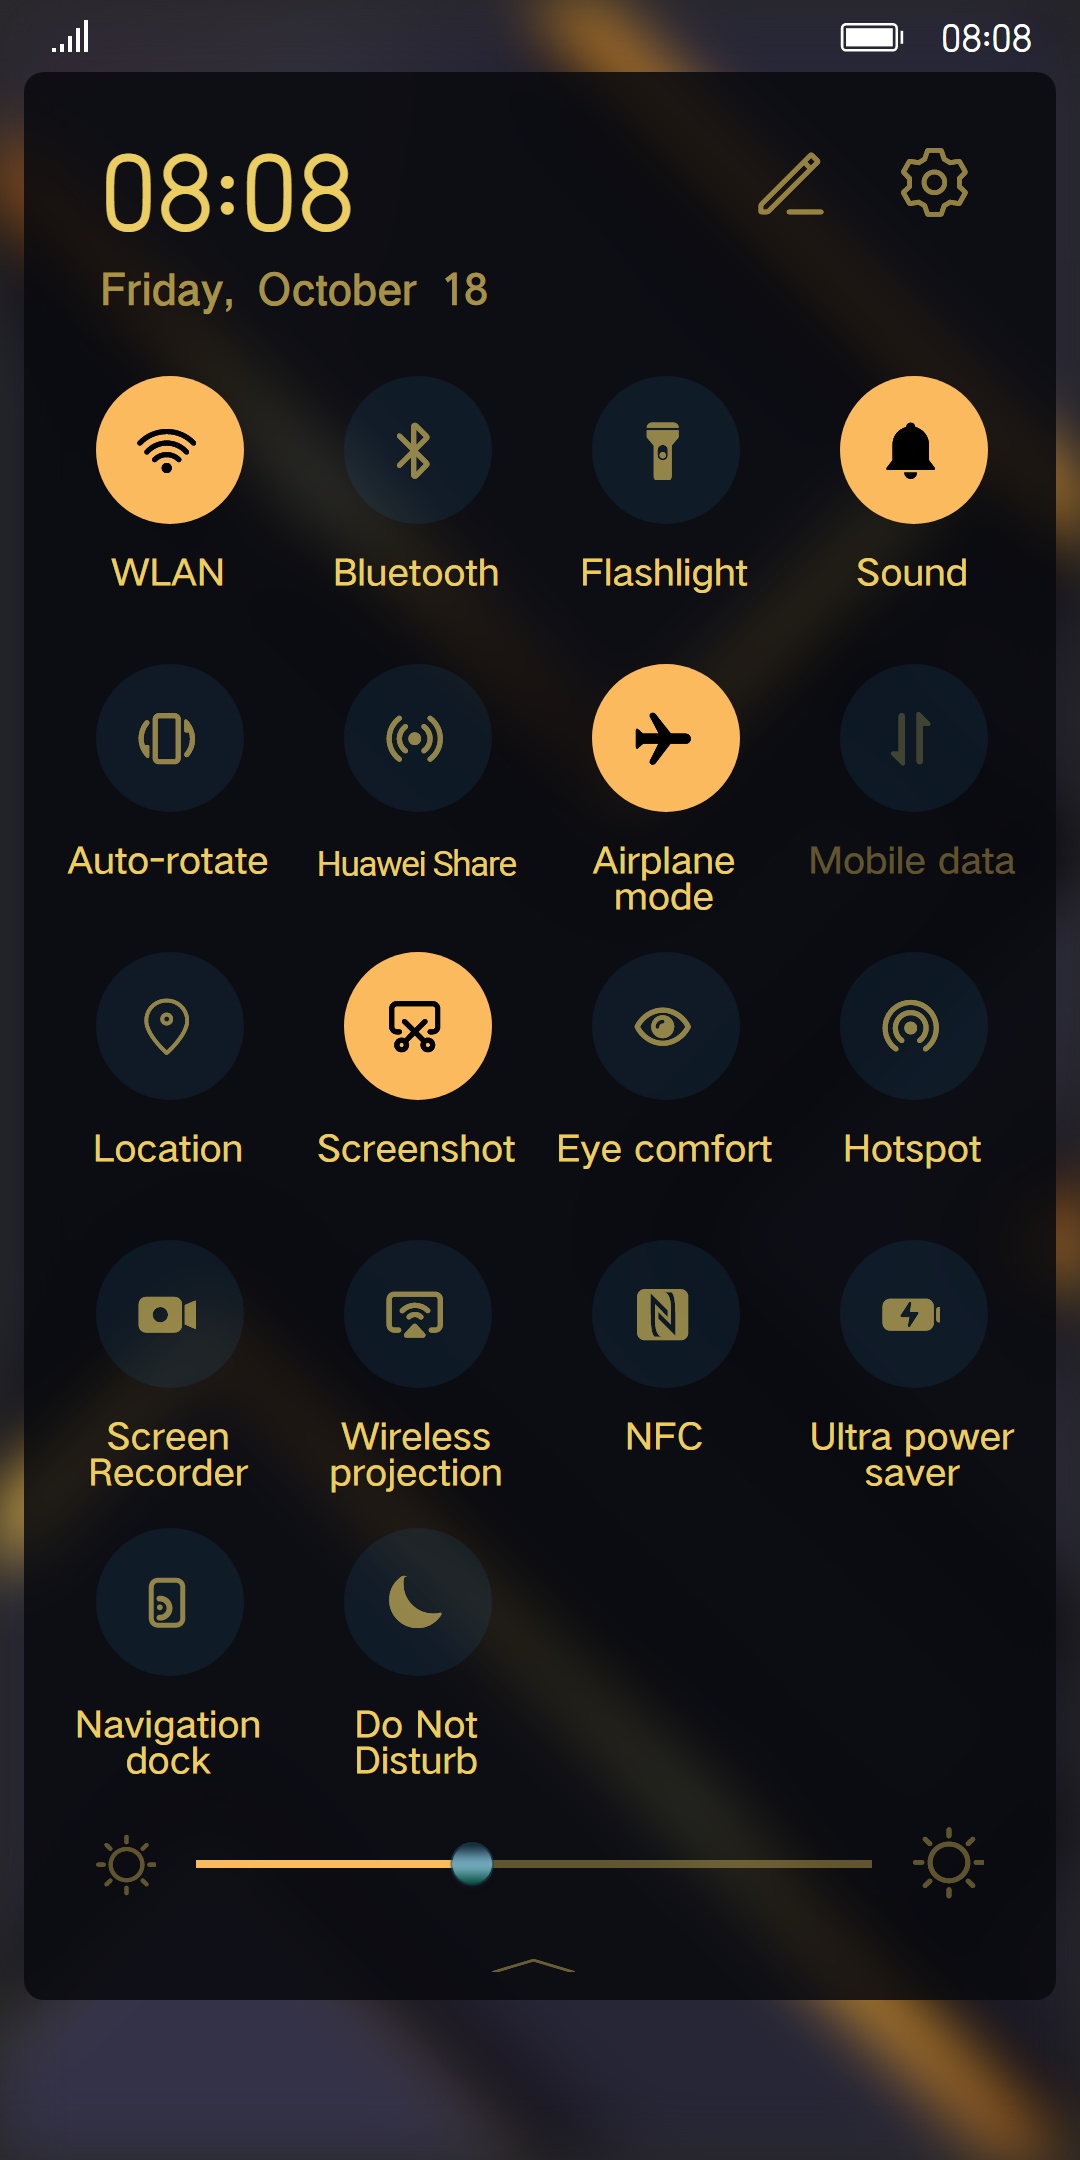 08:08
08:08
Friday, October 18
WLAN
Bluetooth
Flashlight
Sound
Auto-rotate
Huawei Share
Airplane
mode
Mobile data
Location
Screenshot
Eye comfort
Hotspot
Screen
Recorder
Wireless
projection
NFC
Ultra power
saver
Navigation
dock
Do Not
Disturb